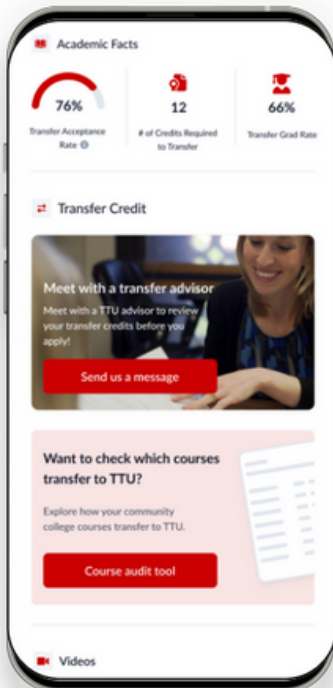 Academic Facts
76%
Transfer Acceptance
Rate
12
# of Credits Required
to Transfer
66%
Transfer Grad Rate
Transfer Credit
Meet with a transfer advisor
Meet with a TTU advisor to review
your transfer credits before you
apply!
Send us a message
Want to check which courses
transfer to TTU?
Explore how your community
college courses transfer to TTU.
Course audit tool
Videos